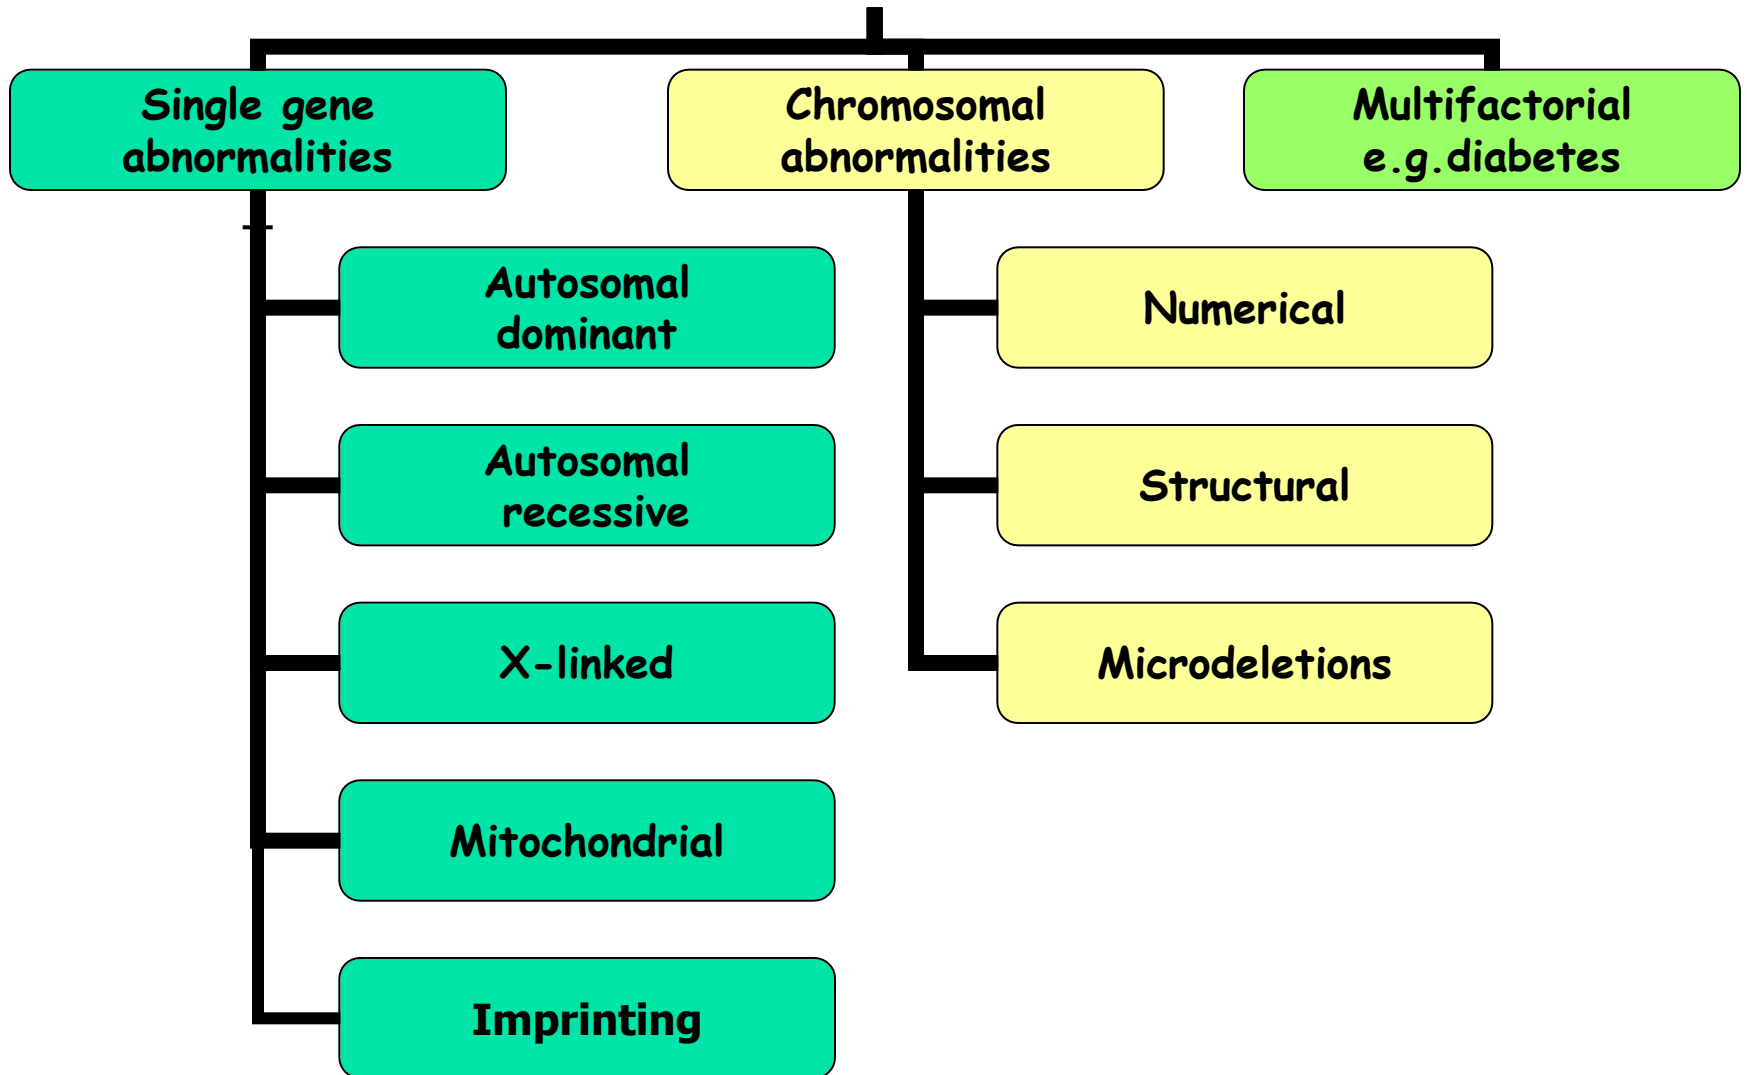 Single gene
abnormalities
Chromosomal
abnormalities
Multifactorial
e.g.diabetes
Autosomal
dominant
Autosomal
recessive
X-linked
Mitochondrial
Imprinting
Numerical
Structural
Microdeletions